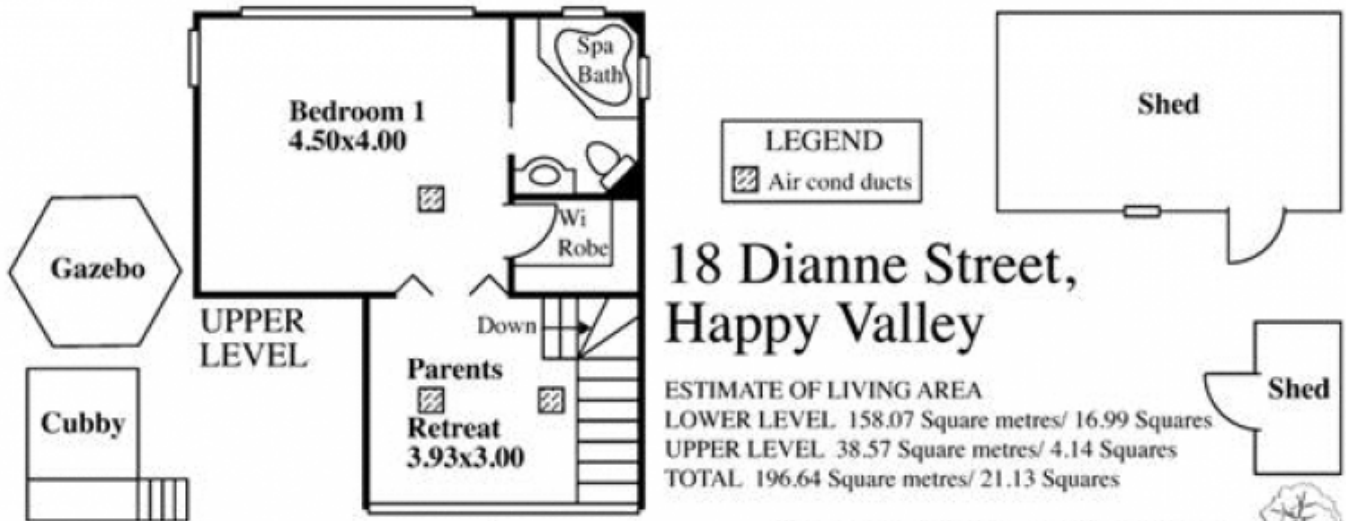 Spa
Bath
Bedroom 1
4.50x4.00
Shed
LEGEND
Air cond ducts
Wi
Robe
Gazebo
18 Dianne Street,
Happy Valley
UPPER
LEVEL
Down
Parents
Retreat
3.93x3.00
Cubby
ESTIMATE OF LIVING AREA
LOWER LEVEL 158.07 Square metres/ 16.99 Squares
UPPER LEVEL 38.57 Square metres/ 4.14 Squares
TOTAL 196.64 Square metres/ 21.13 Squares
Shed